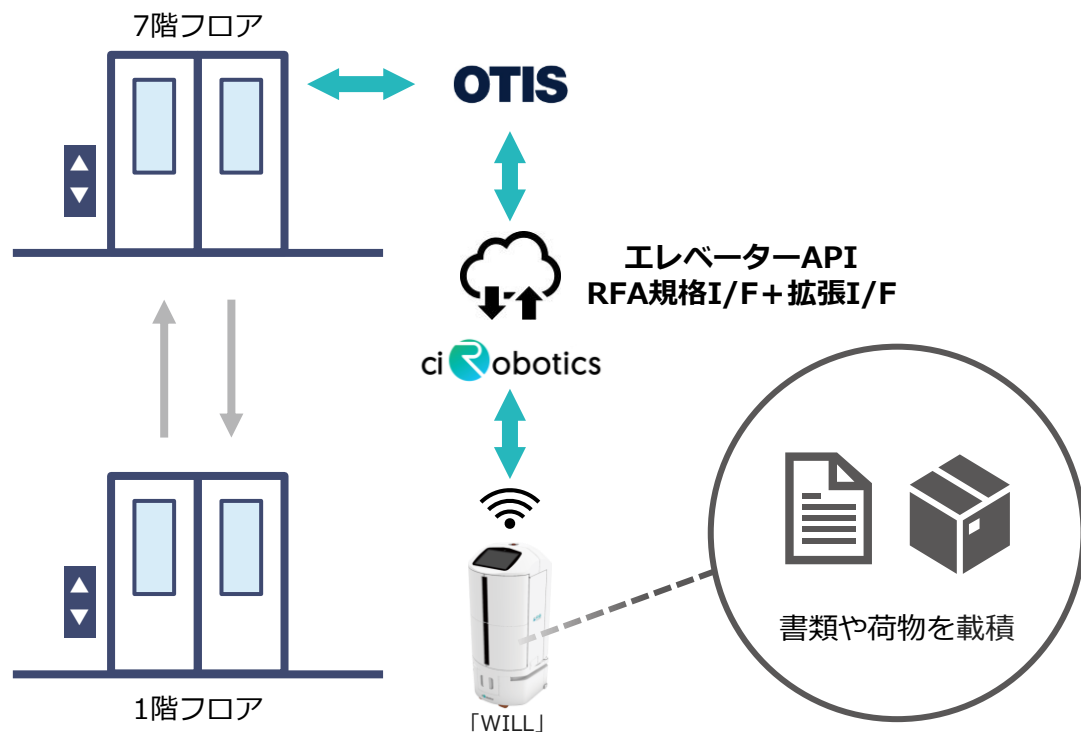 7階フロア
OTIS
エレベーターAPI
RFA規格I/F+拡張I/F
ci Robotics
書類や荷物を載積
1階フロア
「WILL」